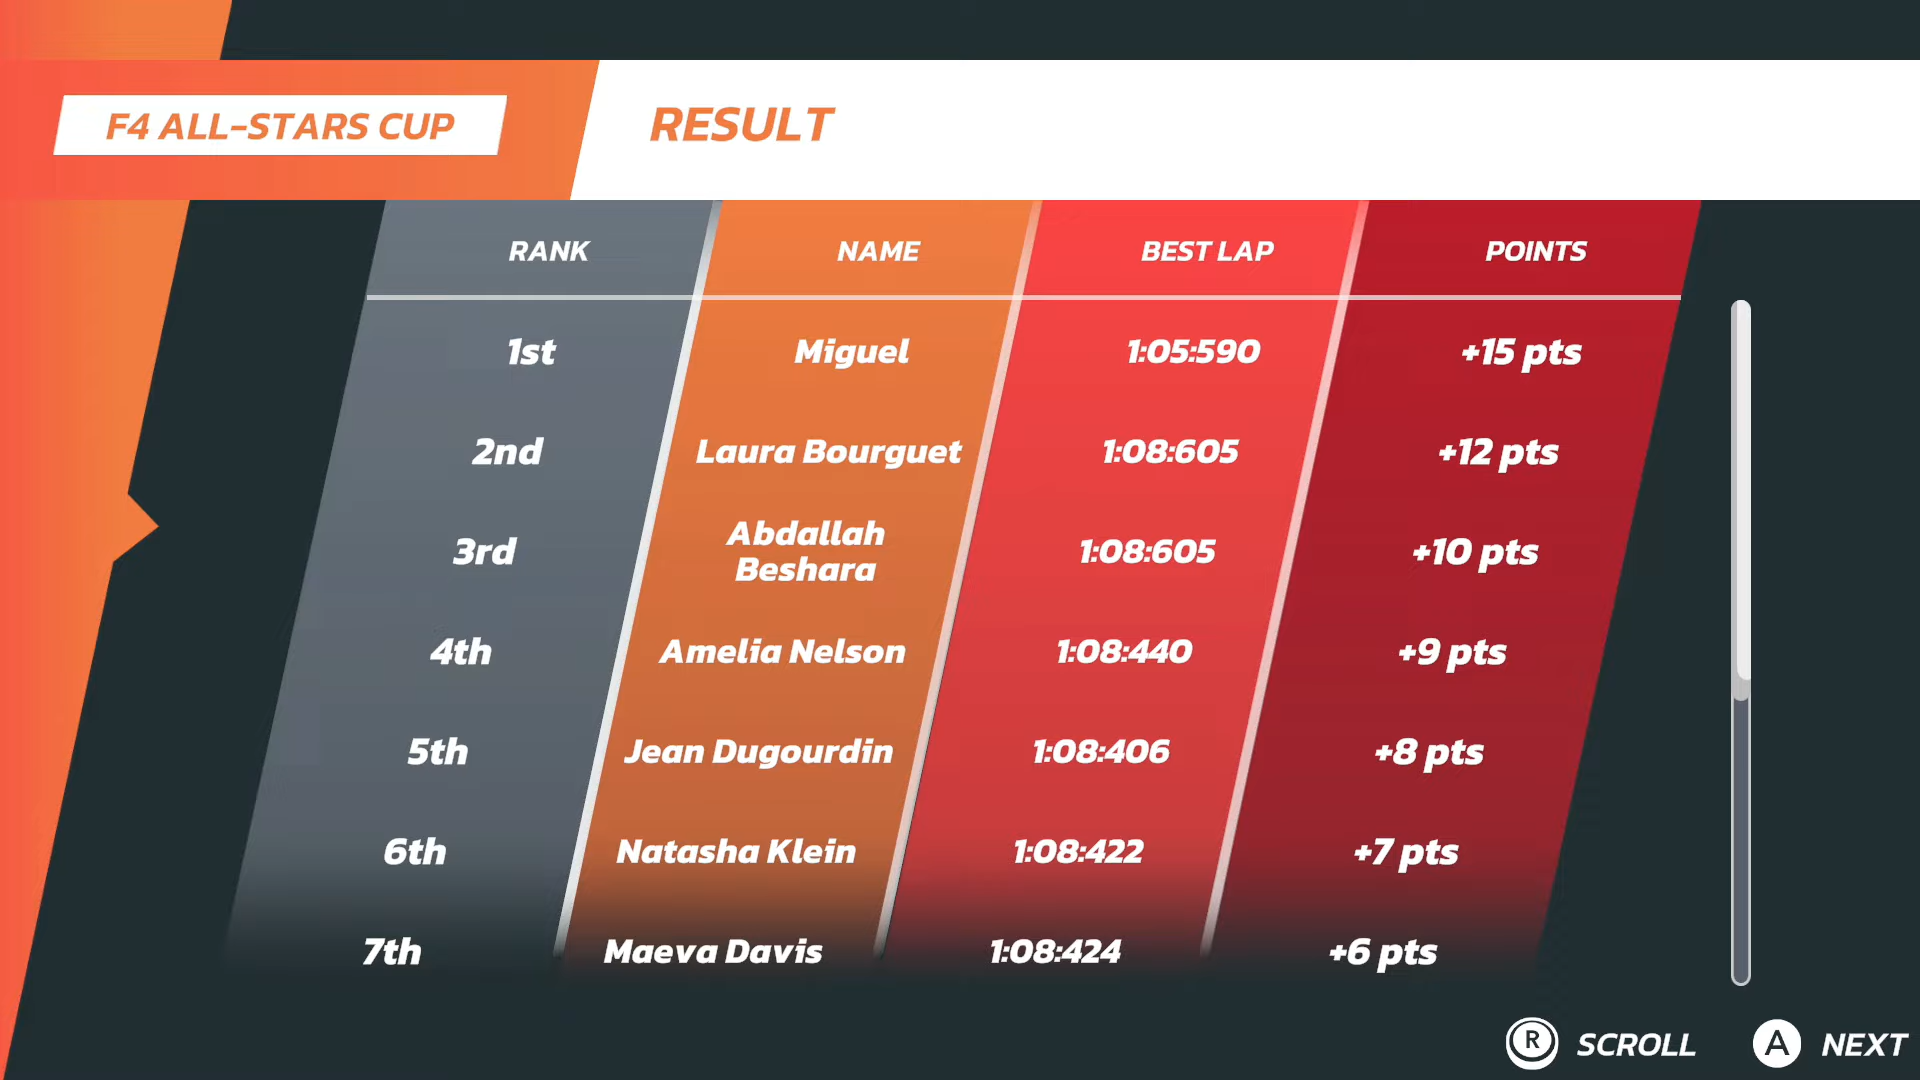 F4 ALL-STARS CUP
RESULT
RANK NAME BEST LAP POINTS
1st Miguel 1:05:590 +15 pts
2nd Laura Bourguet 1:08:605 +12 pts
3rd Abdallah Beshara 1:08:605 +10 pts
4th Amelia Nelson 1:08:440 +9 pts
5th Jean Dugourdin 1:08:406 +8 pts
6th Natasha Klein 1:08:422 +7 pts
7th Maeva Davis 1:08:424 +6 pts
R SCROLL A NEXT